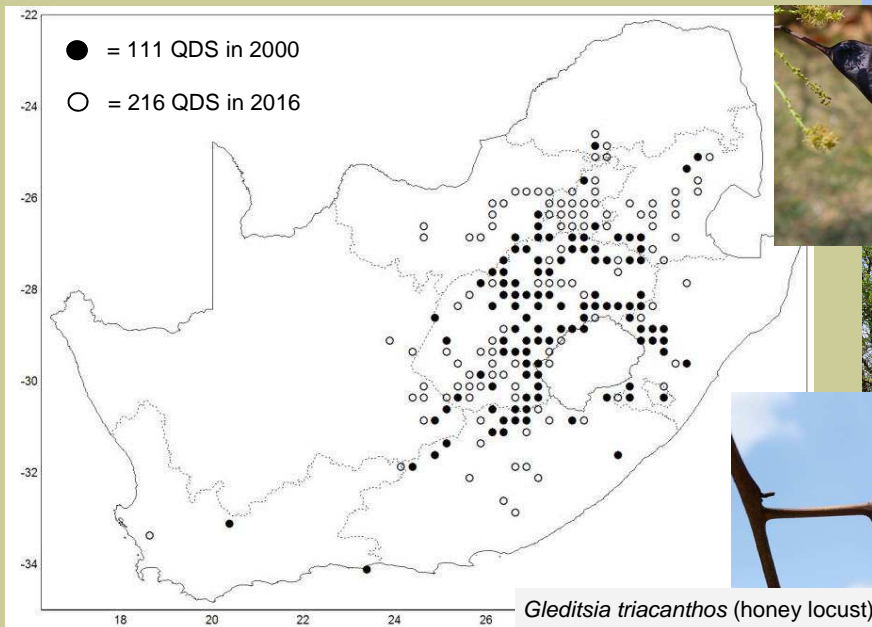 -22
● = 111 QDS in 2000
-24
○ = 216 QDS in 2016
-26
-28
-30
-32
-34
18 20 22 24 26
Gleditsia triacanthos (honey locust)